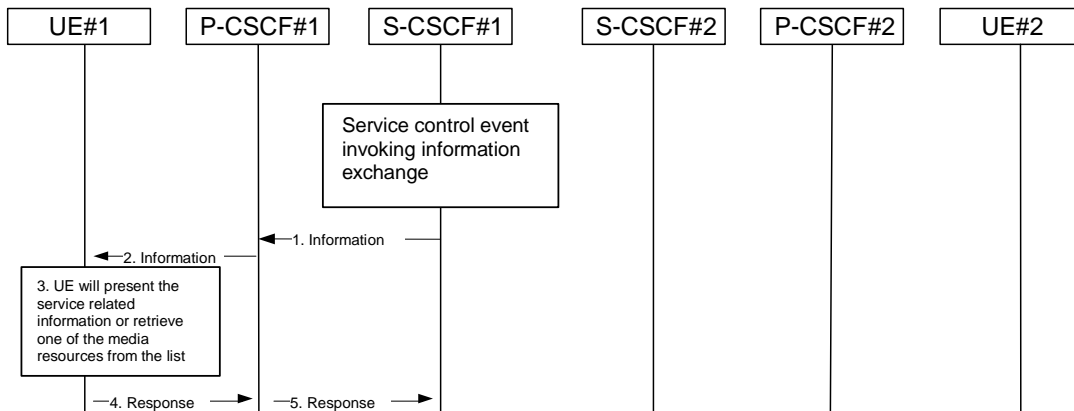 UE#1
P-CSCF#1
S-CSCF#1
S-CSCF#2
P-CSCF#2
UE#2
Service control event
invoking information
exchange
1. Information
2. Information
3. UE will present the
service related
information or retrieve
one of the media
resources from the list
4. Response
5. Response